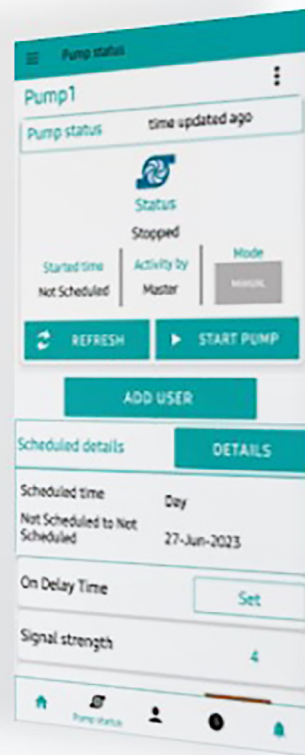 Pump status
Pump1
Pump status time updated ago
Status
Stopped
Started time Activity by Mode
Not Scheduled Master MANUAL
REFRESH START PUMP
ADD USER
Scheduled details DETAILS
Scheduled time Day
Not Scheduled to Not
Scheduled 27-Jun-2023
On Delay Time Set
Signal strength 4
Pump status